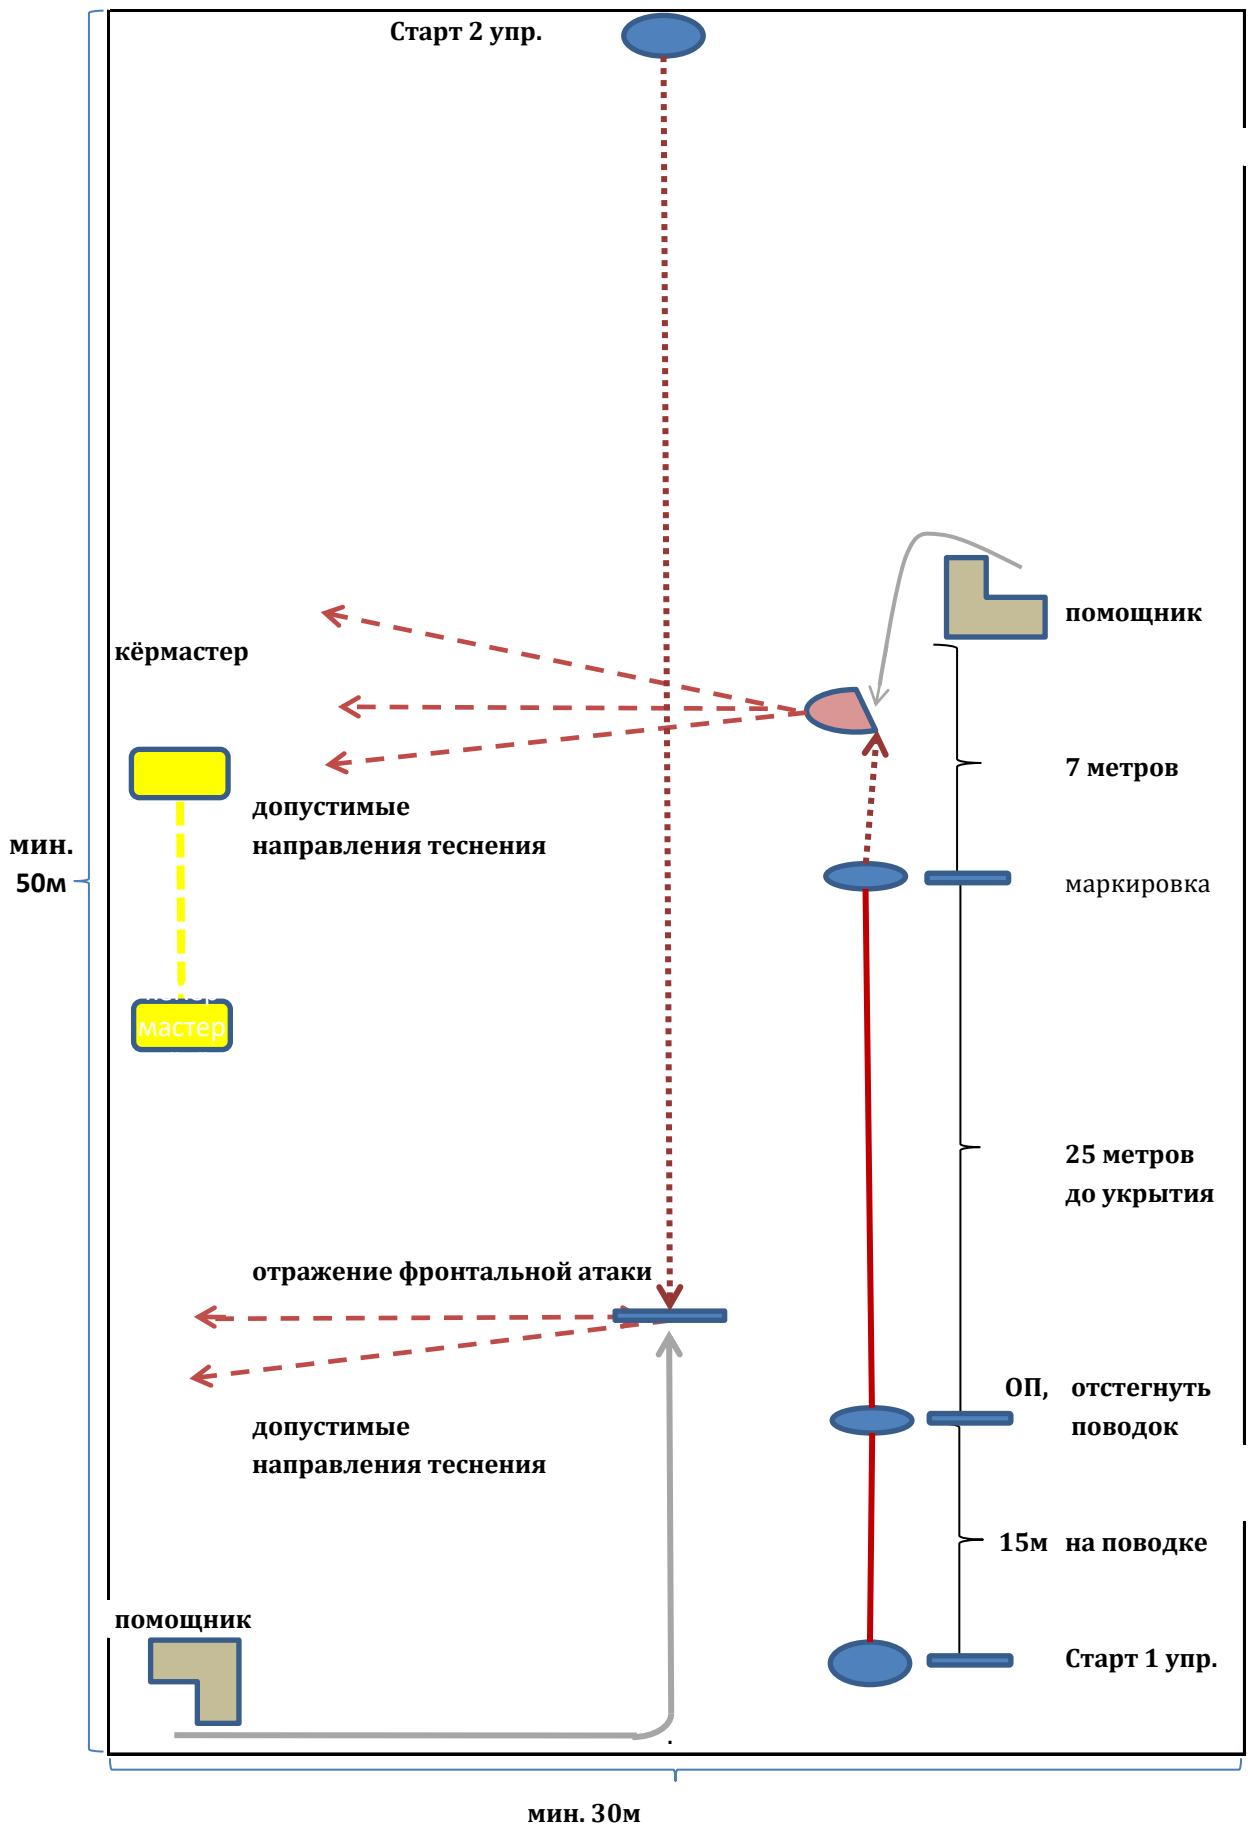 Старт 2 упр.
помощник
кёрмастер
7 метров
допустимые
направления теснения
мин.
50м
маркировка
мастер
25 метров
до укрытия
отражение фронтальной атаки
ОП, отстегнуть
поводок
допустимые
направления теснения
15м на поводке
помощник
Старт 1 упр.
мин. 30м